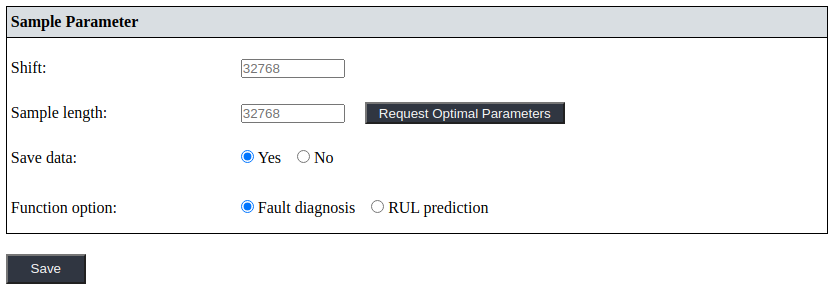 Sample Parameter
Shift: 32768
Sample length: 32768 Request Optimal Parameters
Save data: Yes No
Function option: Fault diagnosis RUL prediction
Save